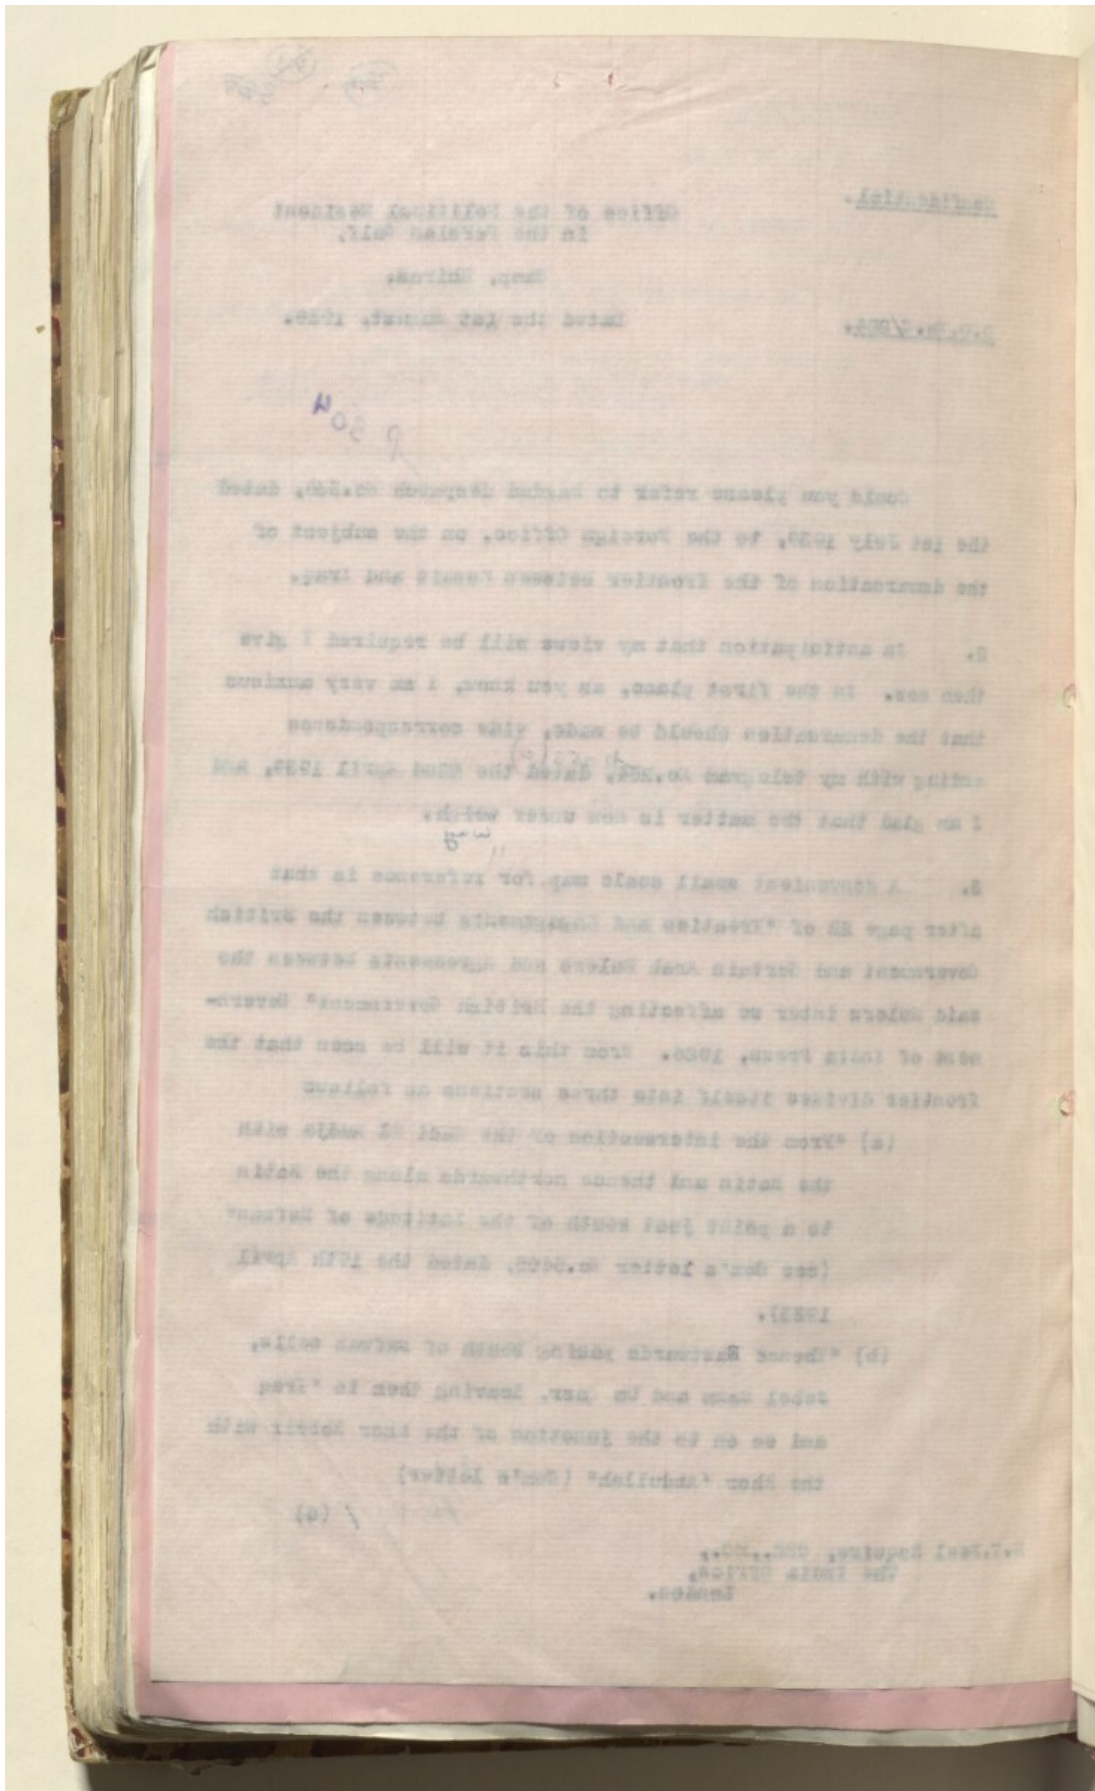 Confidential.
Office of the Political Resident
in the Persian Gulf,
Camp, Shiraz.
Dated the 1st August, 1939.
504
Could you please refer to Bagdad despatch No. dated
the 1st July 1939, to the Foreign Office, on the subject of
the demarcation of the frontier between Kuwait and Iraq.
2. In anticipation that my views will be required I give
then now. In the first place, as you know, I am very anxious
that the demarcation should be made, vide correspondence
ending with my telegram No. dated the 22nd April 1939, and
I am glad that the matter is now under weigh.
3. A convenient small scale map for reference is that
after page of "Treaties and Engagements between the British
Government and Certain Arab Rulers and Agreements between the
said Rulers inter se affecting the British Government" Govern-
ment of India Press, From this it will be seen that the
frontier divides itself into three sections as follows
(a) "From the intersection of the Wadi El Audja with
the Batin and thence northwards along the Batin
to a point just south of the latitude of Safwan"
(see Cox's letter No.5405, dated the 19th April
1923).
(b) "Thence Eastwards passing south of Safwan wells,
Jebel Sanam and Um Qasr, leaving them to 'Iraq
and so on to the junction of the Khor Zobeir with
the Khor 'Abdullah" (Cox's letter)
/ (c)
Peel Esquire,
The India Office,
London.